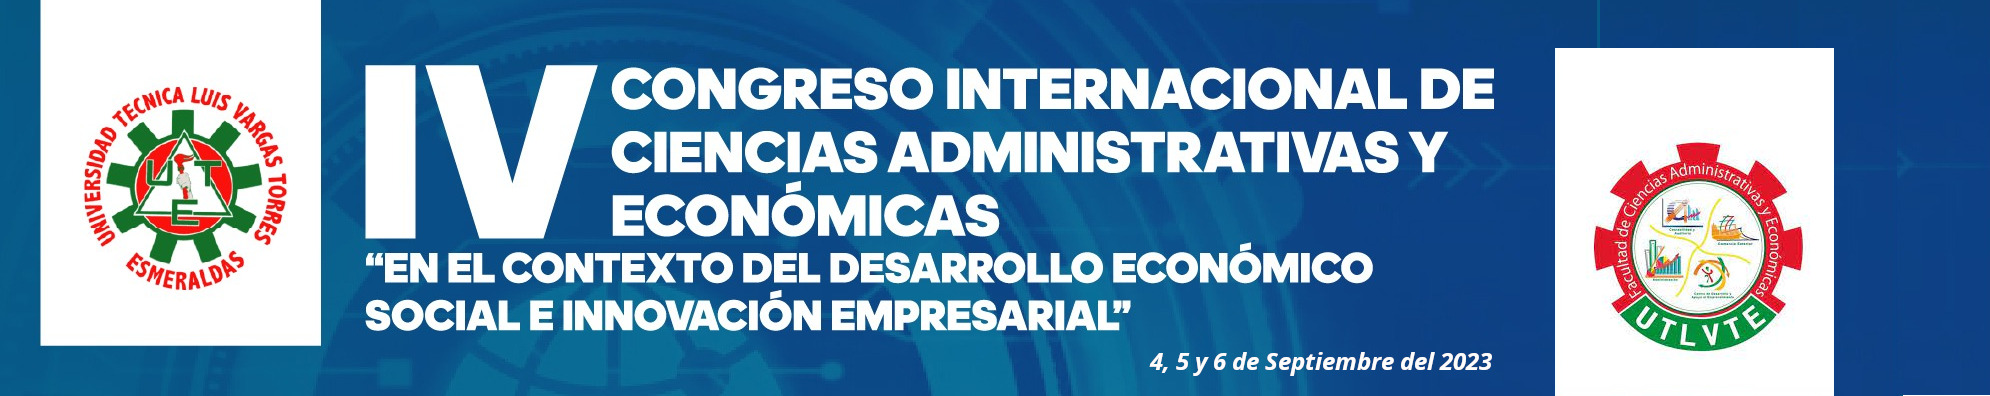 UNIVERSIDAD TECNICA LUIS VARGAS TORRES
UTE
ESMERALDAS
IV CONGRESO INTERNACIONAL DE
CIENCIAS ADMINISTRATIVAS Y
ECONÓMICAS
“EN EL CONTEXTO DEL DESARROLLO ECONÓMICO
SOCIAL E INNOVACIÓN EMPRESARIAL”
4, 5 y 6 de Septiembre del 2023
Facultad de Ciencias Administrativas y Económicas
UTLVTE